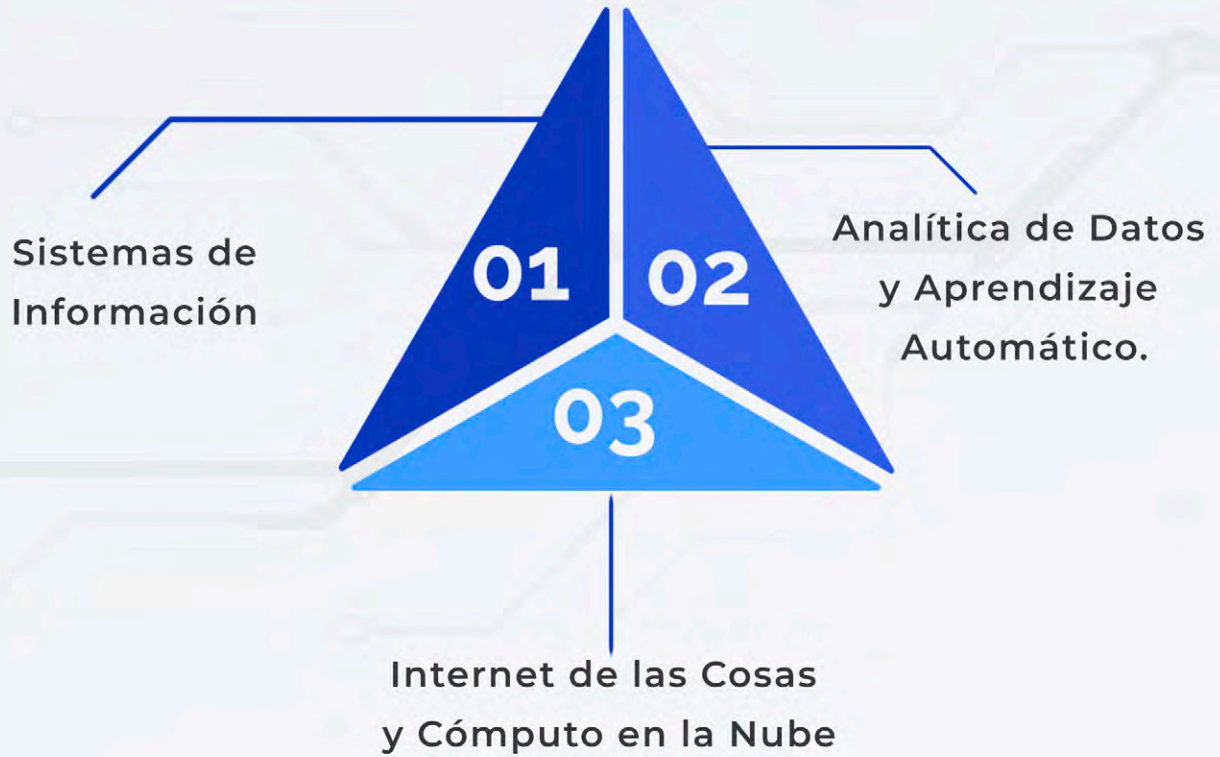 01
Sistemas de
Información
02
Analítica de Datos
y Aprendizaje
Automático.
03
Internet de las Cosas
y Cómputo en la Nube